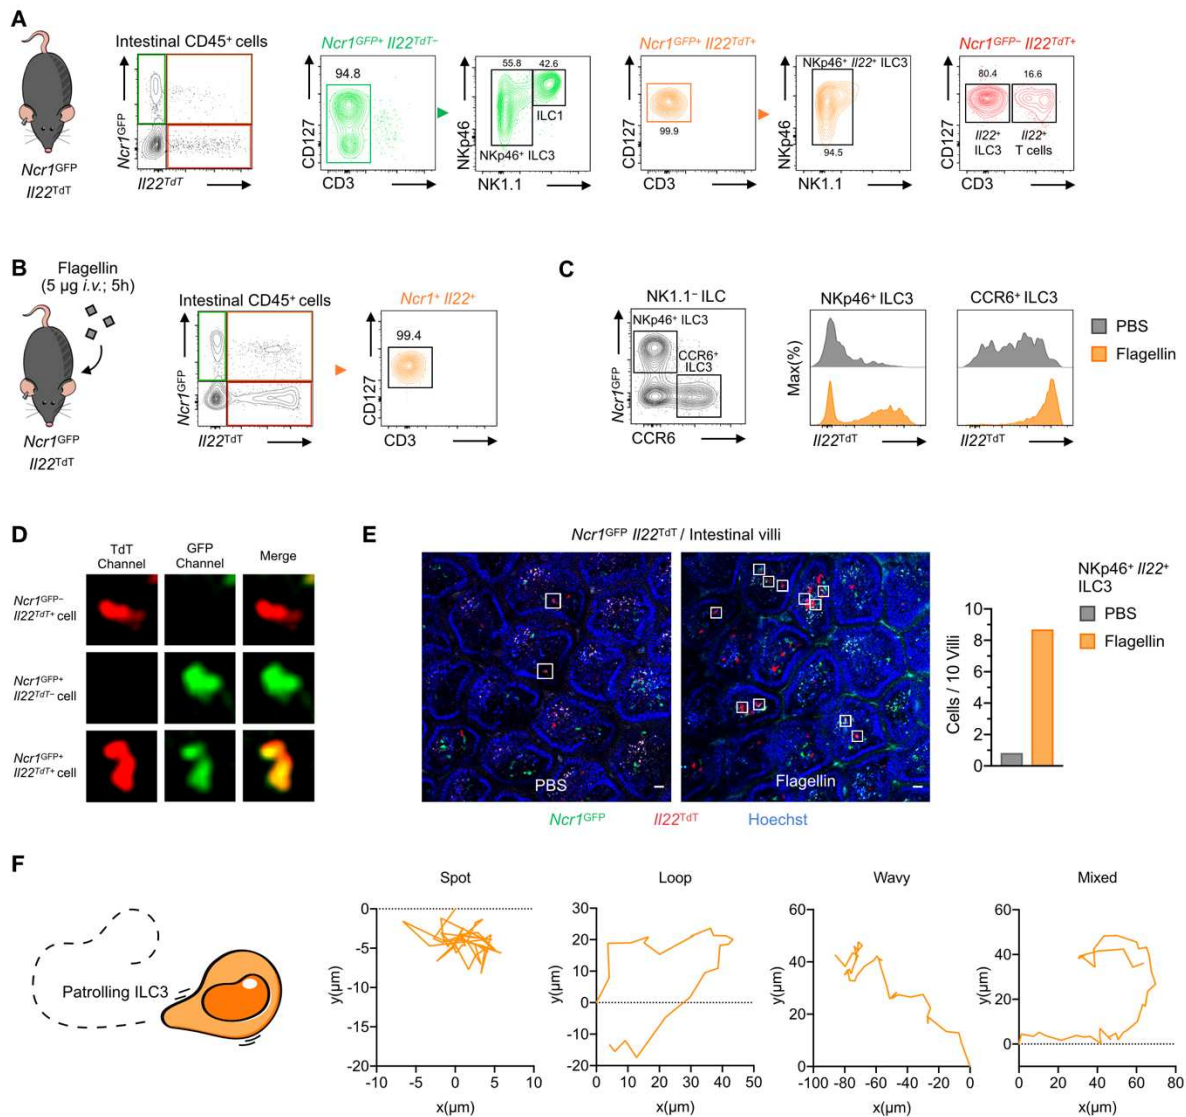 A
Ncr1GFP
Il22TdT
Intestinal CD45+ cells
Ncr1GFP
Il22TdT
Ncr1GFP+ Il22TdT−
94.8
CD127
CD3
55.8
42.6
ILC1
NKp46+ ILC3
NKp46
NK1.1
Ncr1GFP+ Il22TdT+
99.9
CD127
CD3
NKp46+ Il22+ ILC3
94.5
NKp46
NK1.1
Ncr1GFP− Il22TdT+
80.4
16.6
Il22+
ILC3
Il22+
T cells
CD127
CD3
B
Flagellin
(5 µg i.v.; 5h)
Ncr1GFP
Il22TdT
Intestinal CD45+ cells
Ncr1GFP
Il22TdT
Ncr1+ Il22+
99.4
CD127
CD3
C
NK1.1− ILC
NKp46+ ILC3
CCR6+
ILC3
Ncr1GFP
CCR6
NKp46+ ILC3
CCR6+ ILC3
Max(%)
Il22TdT
Il22TdT
PBS
Flagellin
D
TdT
Channel
GFP
Channel
Merge
Ncr1GFP−
Il22TdT+ cell
Ncr1GFP+
Il22TdT− cell
Ncr1GFP+
Il22TdT+ cell
E
Ncr1GFP Il22TdT / Intestinal villi
PBS
Flagellin
Ncr1GFP
Il22TdT
Hoechst
NKp46+ Il22+
ILC3
PBS
Flagellin
Cells / 10 Villi
10
8
6
4
2
0
F
Patrolling ILC3
Spot
y(µm)
0
-5
-10
-15
-20
-10
-5
0
5
10
x(µm)
Loop
y(µm)
30
20
10
0
-10
-20
0
10
20
30
40
50
x(µm)
Wavy
y(µm)
60
40
20
0
-100
-80
-60
-40
-20
0
x(µm)
Mixed
y(µm)
60
40
20
0
-10
0
20
40
60
80
x(µm)